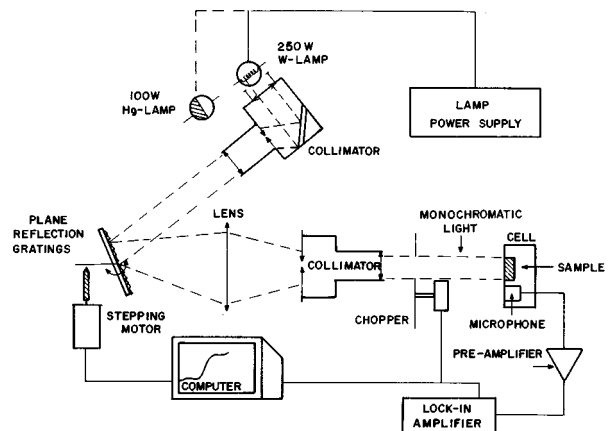 250 W
W-LAMP
100W
Hg-LAMP
LAMP
POWER SUPPLY
COLLIMATOR
PLANE
REFLECTION
GRATINGS
LENS
MONOCHROMATIC
LIGHT
CELL
COLLIMATOR
SAMPLE
STEPPING
MOTOR
CHOPPER
MICROPHONE
PRE-AMPLIFIER
COMPUTER
LOCK-IN
AMPLIFIER